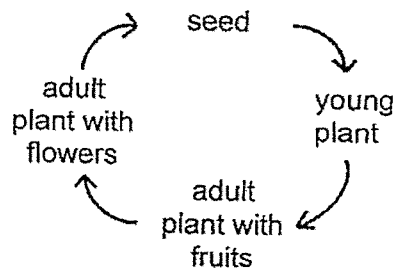 seed
young
plant
adult
plant with
fruits
adult
plant with
flowers